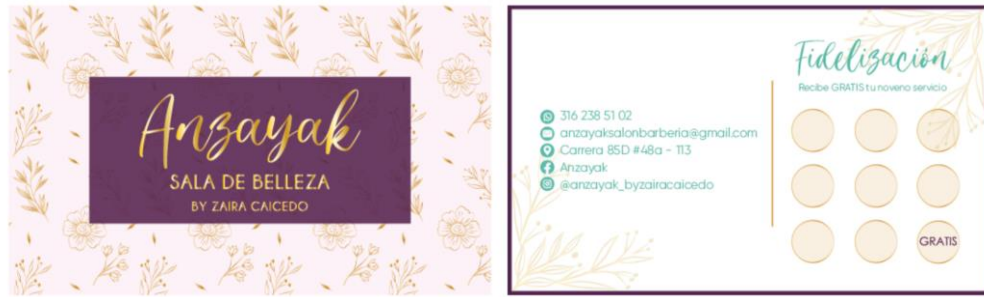 Anzayak
SALA DE BELLEZA
BY ZAIRA CAICEDO
Fidelización
Recibe GRATIS tu noveno servicio
316 238 51 02
anzayaksalonbarberia@gmail.com
Carrera 85D #48a - 113
Anzayak
@anzayak_byzairacaicedo
GRATIS